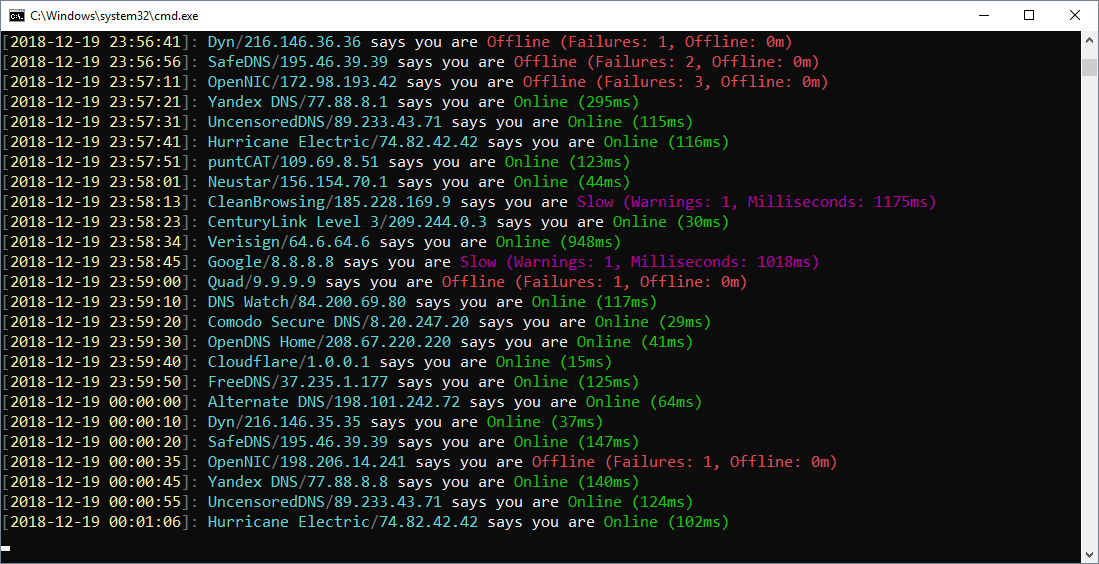 C:\Windows\system32\cmd.exe
[2018-12-19 23:56:41]: Dyn/216.146.36.36 says you are Offline (Failures: 1, Offline: 0m)
[2018-12-19 23:56:56]: SafeDNS/195.46.39.39 says you are Offline (Failures: 2, Offline: 0m)
[2018-12-19 23:57:11]: OpenNIC/172.98.193.42 says you are Offline (Failures: 3, Offline: 0m)
[2018-12-19 23:57:21]: Yandex DNS/77.88.8.1 says you are Online (295ms)
[2018-12-19 23:57:31]: UncensoredDNS/89.233.43.71 says you are Online (115ms)
[2018-12-19 23:57:41]: Hurricane Electric/74.82.42.42 says you are Online (116ms)
[2018-12-19 23:57:51]: puntCAT/109.69.8.51 says you are Online (123ms)
[2018-12-19 23:58:01]: Neustar/156.154.70.1 says you are Online (44ms)
[2018-12-19 23:58:13]: CleanBrowsing/185.228.169.9 says you are Slow (Warnings: 1, Milliseconds: 1175ms)
[2018-12-19 23:58:23]: CenturyLink Level 3/209.244.0.3 says you are Online (30ms)
[2018-12-19 23:58:34]: Verisign/64.6.64.6 says you are Online (948ms)
[2018-12-19 23:58:45]: Google/8.8.8.8 says you are Slow (Warnings: 1, Milliseconds: 1018ms)
[2018-12-19 23:59:00]: Quad/9.9.9.9 says you are Offline (Failures: 1, Offline: 0m)
[2018-12-19 23:59:10]: DNS Watch/84.200.69.80 says you are Online (117ms)
[2018-12-19 23:59:20]: Comodo Secure DNS/8.20.247.20 says you are Online (29ms)
[2018-12-19 23:59:30]: OpenDNS Home/208.67.220.220 says you are Online (41ms)
[2018-12-19 23:59:40]: Cloudflare/1.0.0.1 says you are Online (15ms)
[2018-12-19 23:59:50]: FreeDNS/37.235.1.177 says you are Online (125ms)
[2018-12-19 00:00:00]: Alternate DNS/198.101.242.72 says you are Online (64ms)
[2018-12-19 00:00:10]: Dyn/216.146.35.35 says you are Online (37ms)
[2018-12-19 00:00:20]: SafeDNS/195.46.39.39 says you are Online (147ms)
[2018-12-19 00:00:35]: OpenNIC/198.206.14.241 says you are Offline (Failures: 1, Offline: 0m)
[2018-12-19 00:00:45]: Yandex DNS/77.88.8.8 says you are Online (140ms)
[2018-12-19 00:00:55]: UncensoredDNS/89.233.43.71 says you are Online (124ms)
[2018-12-19 00:01:06]: Hurricane Electric/74.82.42.42 says you are Online (102ms)